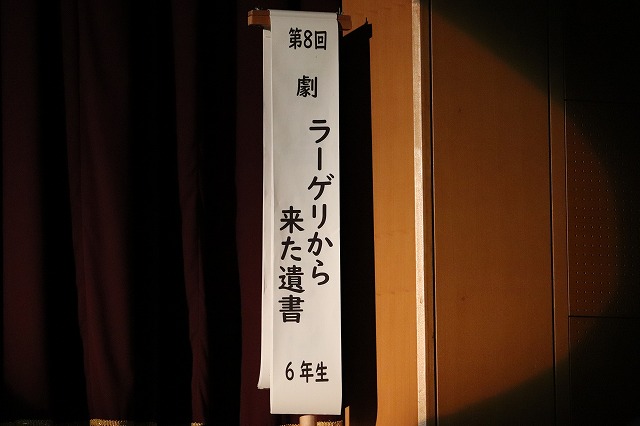 第8回
劇
ラーゲリから
来た遺書
6年生